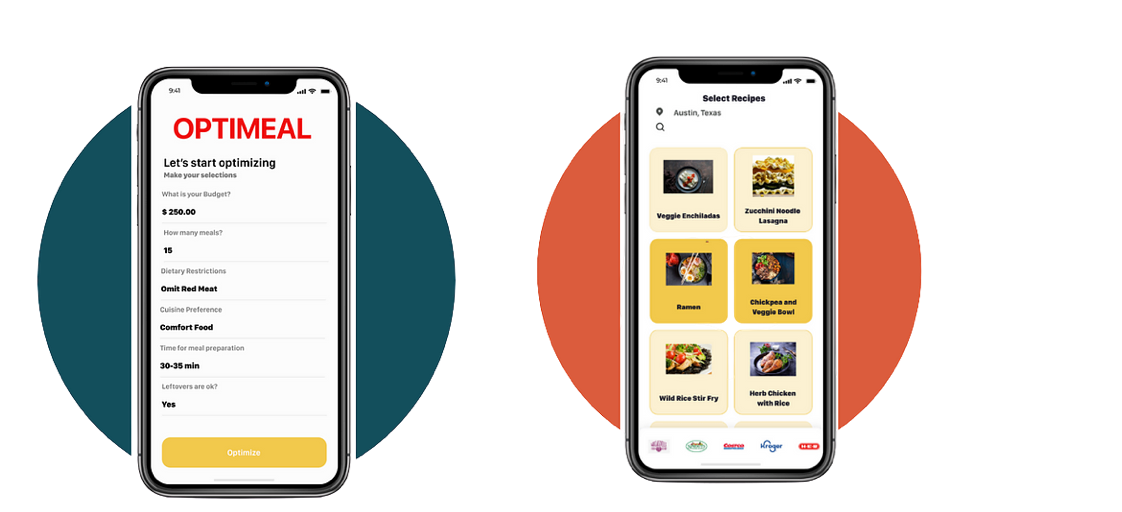 9:41
OPTIMEAL
Let's start optimizing
Make your selections
What is your Budget?
$ 250.00
How many meals?
15
Dietary Restrictions
Omit Red Meat
Cuisine Preference
Comfort Food
Time for meal preparation
30-35 min
Leftovers are ok?
Yes
Optimize
9:41
Select Recipes
Austin, Texas
Veggie Enchiladas
Zucchini Noodle
Lasagna
Ramen
Chickpea and
Veggie Bowl
Wild Rice Stir Fry
Herb Chicken
with Rice
Costco
Kroger
H-E-B